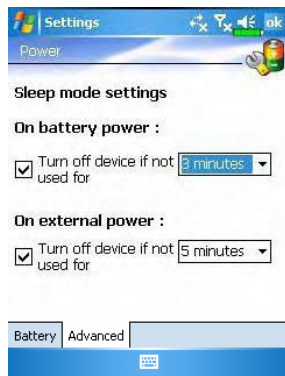 Settings ok
Power
Sleep mode settings
On battery power :
Turn off device if not 3 minutes
used for
On external power :
Turn off device if not 5 minutes
used for
Battery Advanced